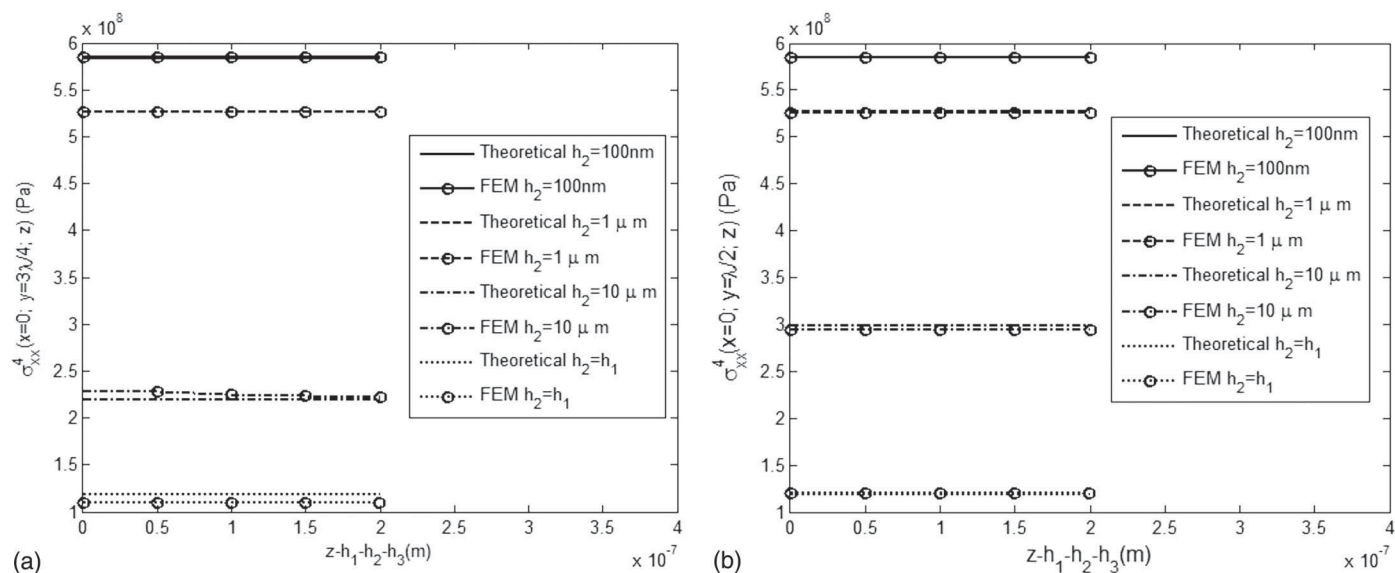 x 10⁸
6
5.5
5
4.5
4
3.5
3
2.5
2
1.5
1
σ⁴ₓₓ(x=0; y=3λ/4; z) (Pa)
Theoretical h₂=100nm
FEM h₂=100nm
Theoretical h₂=1 μ m
FEM h₂=1 μ m
Theoretical h₂=10 μ m
FEM h₂=10 μ m
Theoretical h₂=h₁
FEM h₂=h₁
0 0.5 1 1.5 2 2.5 3 3.5 4
z-h₁-h₂-h₃(m)
x 10⁻⁷
(a)
x 10⁸
6
5.5
5
4.5
4
3.5
3
2.5
2
1.5
1
σ⁴ₓₓ(x=0; y=λ/2; z) (Pa)
Theoretical h₂=100nm
FEM h₂=100nm
Theoretical h₂=1 μ m
FEM h₂=1 μ m
Theoretical h₂=10 μ m
FEM h₂=10 μ m
Theoretical h₂=h₁
FEM h₂=h₁
0 0.5 1 1.5 2 2.5 3 3.5 4
z-h₁-h₂-h₃(m)
x 10⁻⁷
(b)